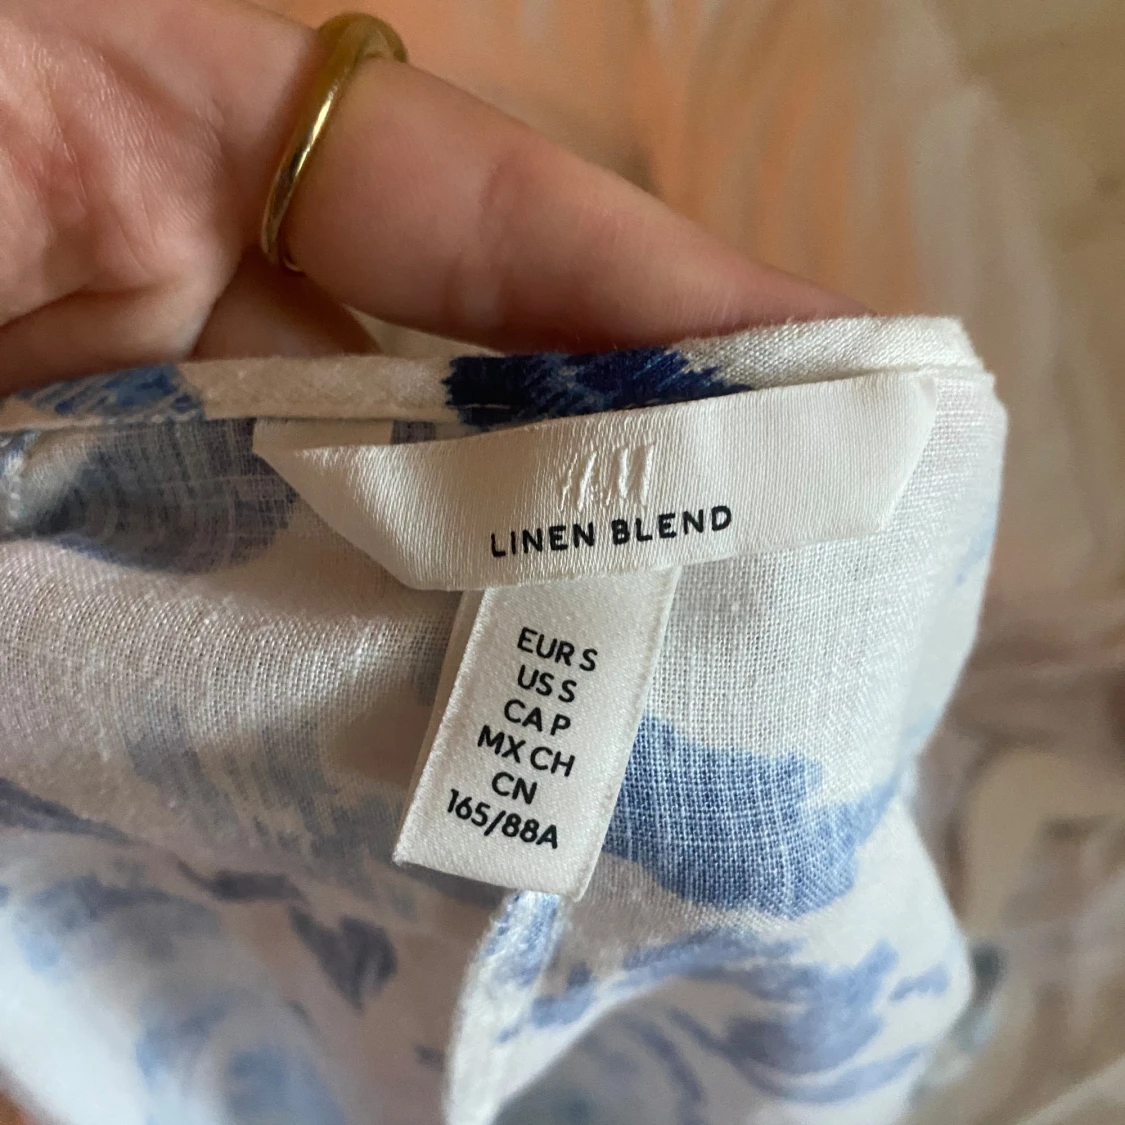 H&M
LINEN BLEND
EUR S
US S
CA P
MX CH
CN
165/88A